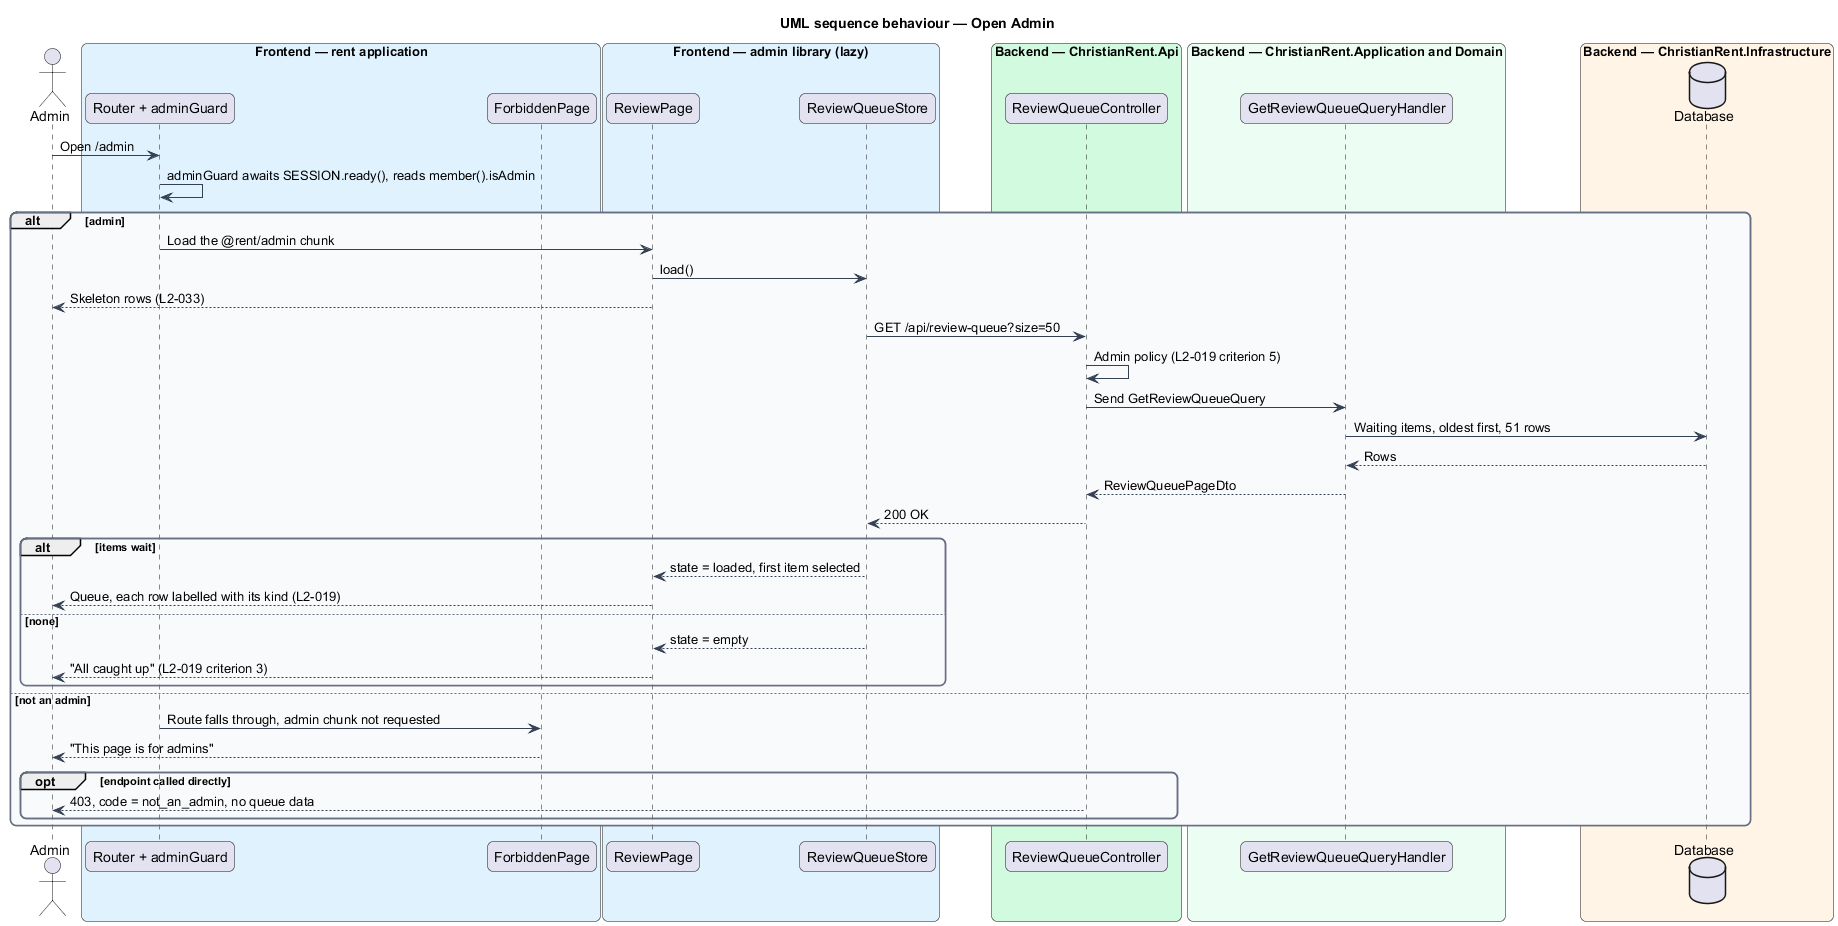 UML sequence behaviour — Open Admin
Frontend — rent application
Frontend — admin library (lazy)
Backend — ChristianRent.Api
Backend — ChristianRent.Application and Domain
Backend — ChristianRent.Infrastructure
Admin
Router + adminGuard
ForbiddenPage
ReviewPage
ReviewQueueStore
ReviewQueueController
GetReviewQueueQueryHandler
Database
Open /admin
adminGuard awaits SESSION.ready(), reads member().isAdmin
alt
[admin]
Load the @rent/admin chunk
load()
Skeleton rows (L2-033)
GET /api/review-queue?size=50
Admin policy (L2-019 criterion 5)
Send GetReviewQueueQuery
Waiting items, oldest first, 51 rows
Rows
ReviewQueuePageDto
200 OK
alt
[items wait]
state = loaded, first item selected
Queue, each row labelled with its kind (L2-019)
[none]
state = empty
"All caught up" (L2-019 criterion 3)
[not an admin]
Route falls through, admin chunk not requested
"This page is for admins"
opt
[endpoint called directly]
403, code = not_an_admin, no queue data
Admin
Router + adminGuard
ForbiddenPage
ReviewPage
ReviewQueueStore
ReviewQueueController
GetReviewQueueQueryHandler
Database